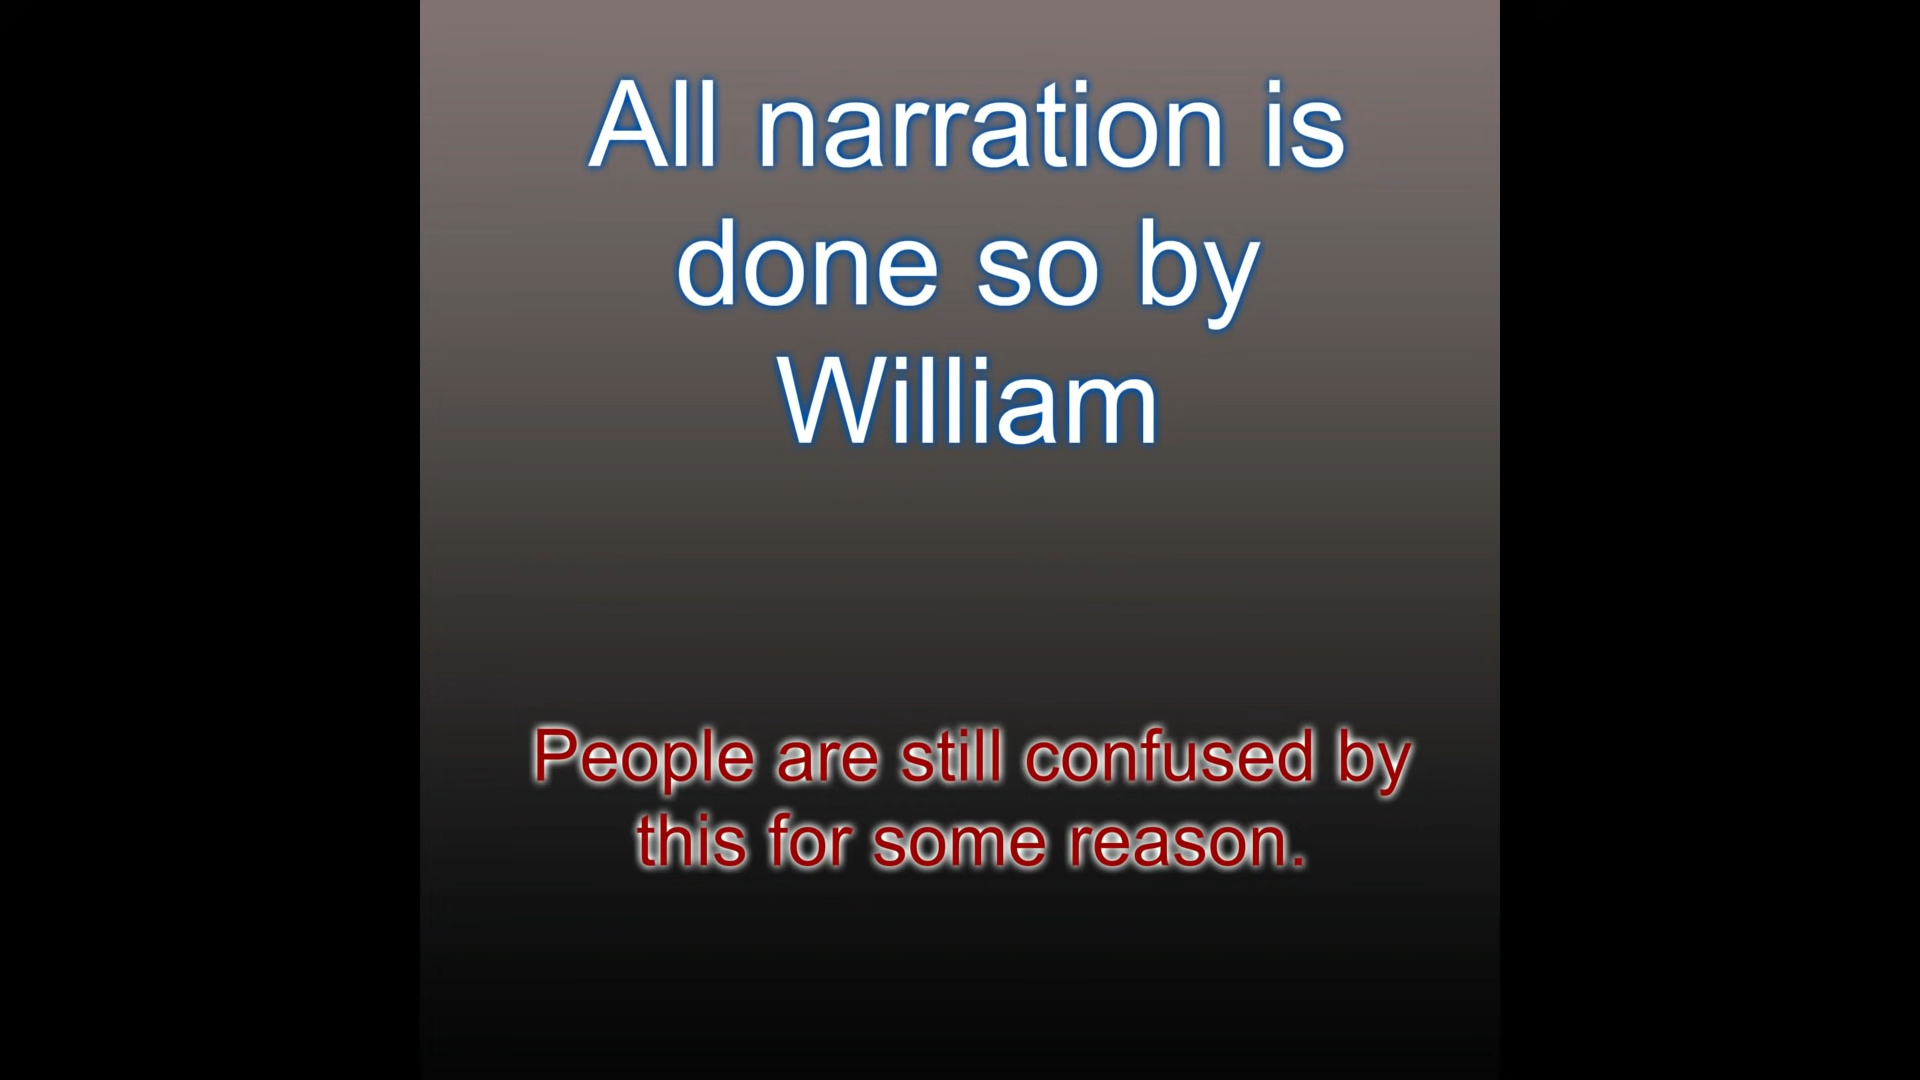 All narration is
done so by
William
People are still confused by
this for some reason.